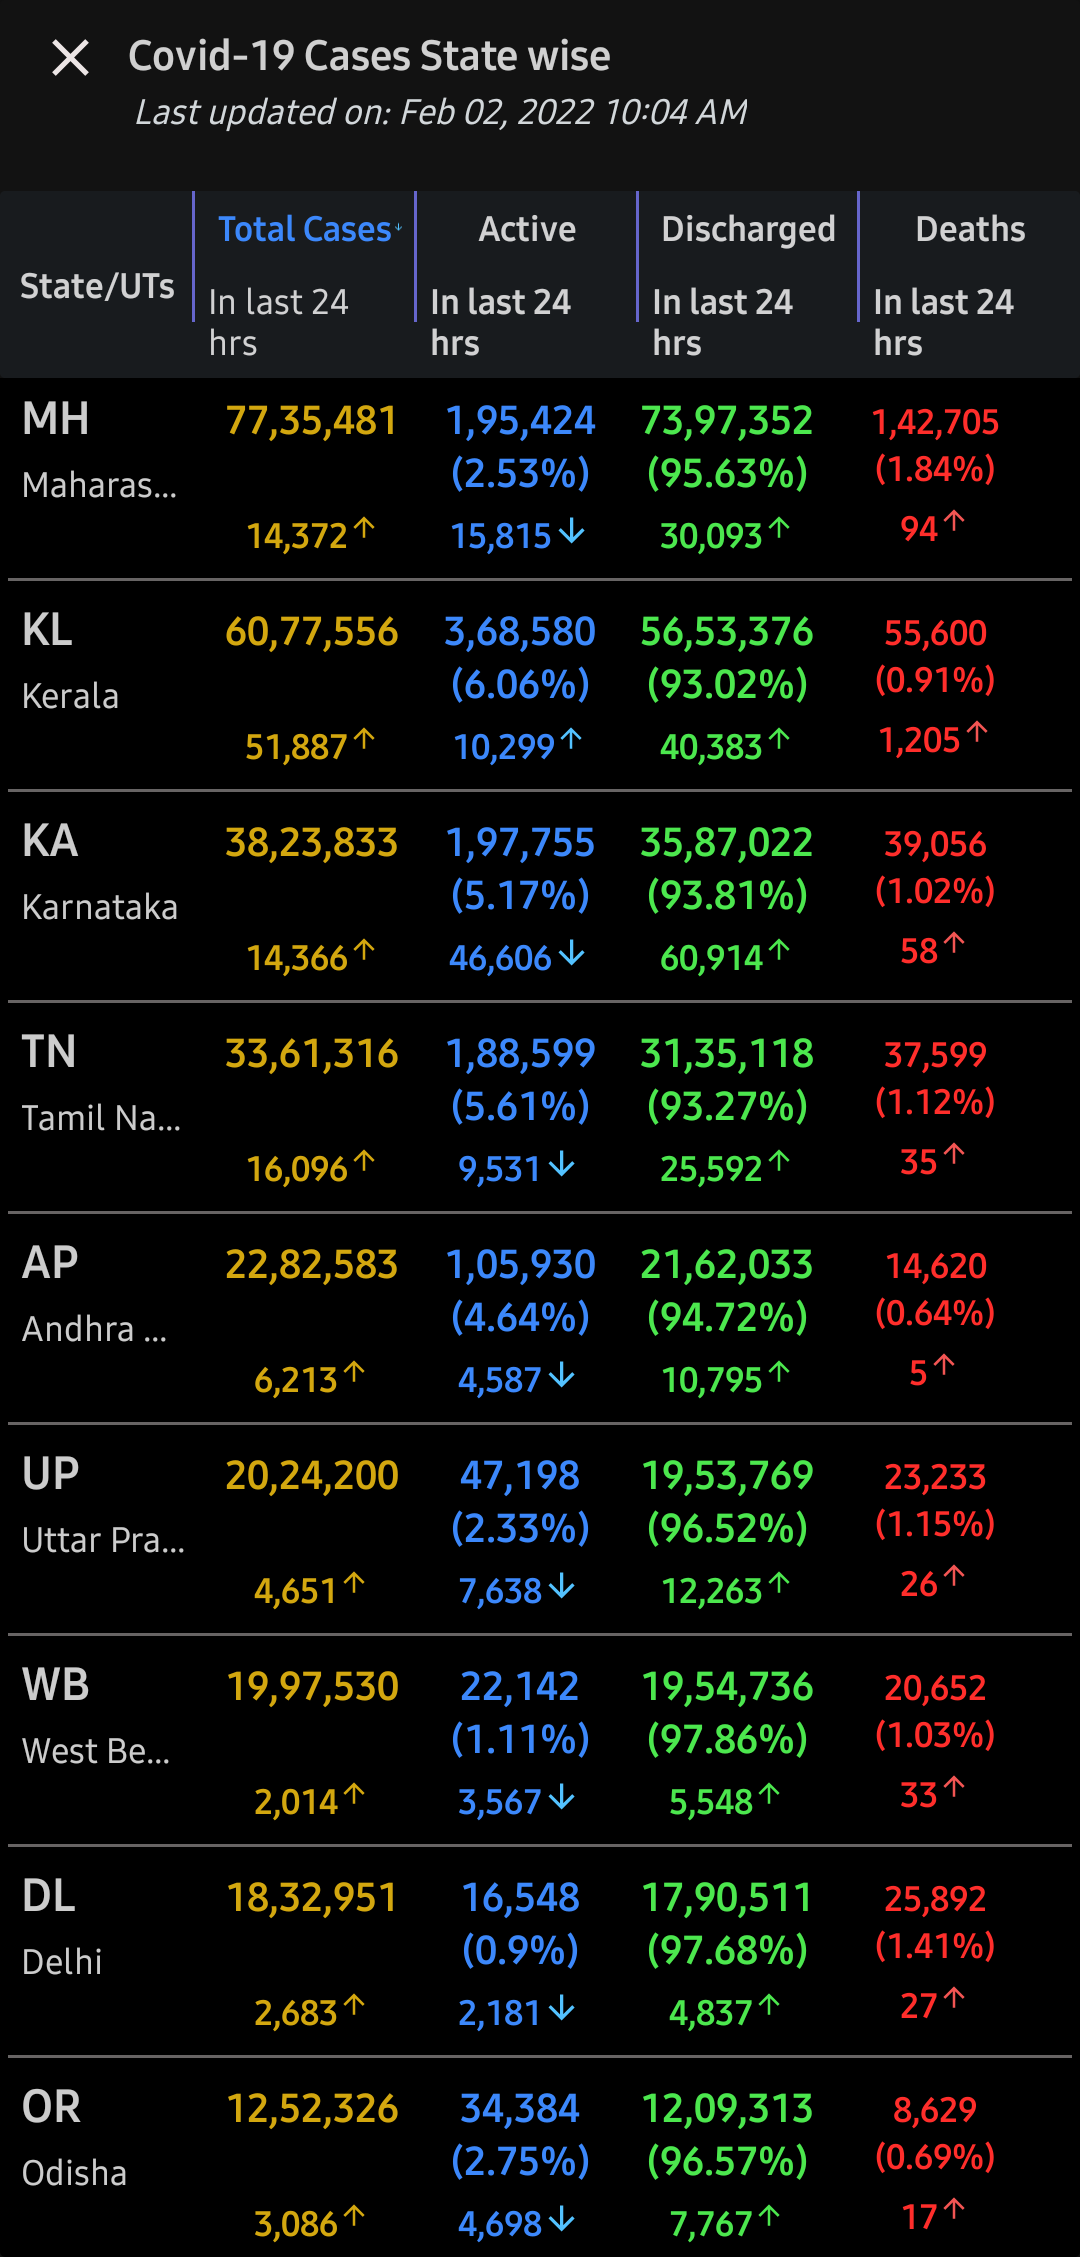 Covid-19 Cases State wise
Last updated on: Feb 02, 2022 10:04 AM
State/UTs
Total Cases↓ Active Discharged Deaths
In last 24 hrs In last 24 hrs In last 24 hrs In last 24 hrs
MH 77,35,481 1,95,424 73,97,352 1,42,705
Maharas... (2.53%) (95.63%) (1.84%)
14,372↑ 15,815↓ 30,093↑ 94↑
KL 60,77,556 3,68,580 56,53,376 55,600
Kerala (6.06%) (93.02%) (0.91%)
51,887↑ 10,299↑ 40,383↑ 1,205↑
KA 38,23,833 1,97,755 35,87,022 39,056
Karnataka (5.17%) (93.81%) (1.02%)
14,366↑ 46,606↓ 60,914↑ 58↑
TN 33,61,316 1,88,599 31,35,118 37,599
Tamil Na... (5.61%) (93.27%) (1.12%)
16,096↑ 9,531↓ 25,592↑ 35↑
AP 22,82,583 1,05,930 21,62,033 14,620
Andhra ... (4.64%) (94.72%) (0.64%)
6,213↑ 4,587↓ 10,795↑ 5↑
UP 20,24,200 47,198 19,53,769 23,233
Uttar Pra... (2.33%) (96.52%) (1.15%)
4,651↑ 7,638↓ 12,263↑ 26↑
WB 19,97,530 22,142 19,54,736 20,652
West Be... (1.11%) (97.86%) (1.03%)
2,014↑ 3,567↓ 5,548↑ 33↑
DL 18,32,951 16,548 17,90,511 25,892
Delhi (0.9%) (97.68%) (1.41%)
2,683↑ 2,181↓ 4,837↑ 27↑
OR 12,52,326 34,384 12,09,313 8,629
Odisha (2.75%) (96.57%) (0.69%)
3,086↑ 4,698↓ 7,767↑ 17↑